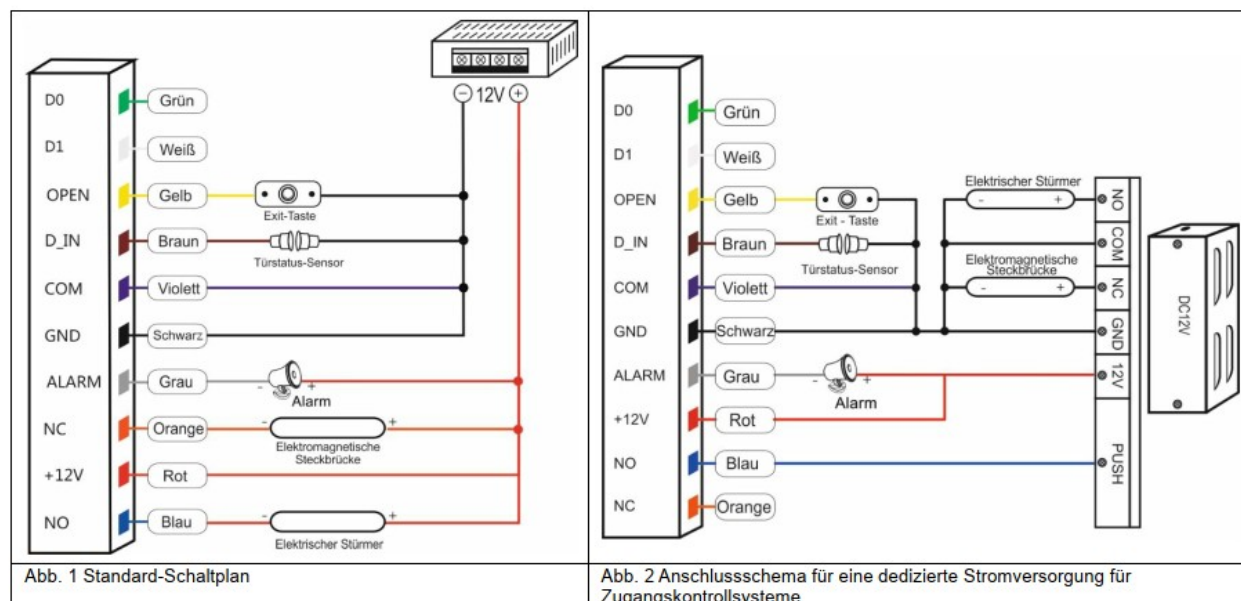 − 12V +
D0 Grün
D1 Weiß
OPEN Gelb
Exit-Taste
D_IN Braun
Türstatus-Sensor
COM Violett
GND Schwarz
ALARM Grau - +
Alarm
NC Orange - +
Elektromagnetische
Steckbrücke
+12V Rot
NO Blau - +
Elektrischer Stürmer
Abb. 1 Standard-Schaltplan
D0 Grün
D1 Weiß
OPEN Gelb
Exit - Taste
D_IN Braun
Türstatus-Sensor
COM Violett
GND Schwarz
ALARM Grau - +
Alarm
+12V Rot
NO Blau
NC Orange
Elektrischer Stürmer
- + NO
COM
Elektromagnetische
Steckbrücke
- + NC
GND
12V
PUSH
DC12V
Abb. 2 Anschlussschema für eine dedizierte Stromversorgung für
Zugangskontrollsysteme